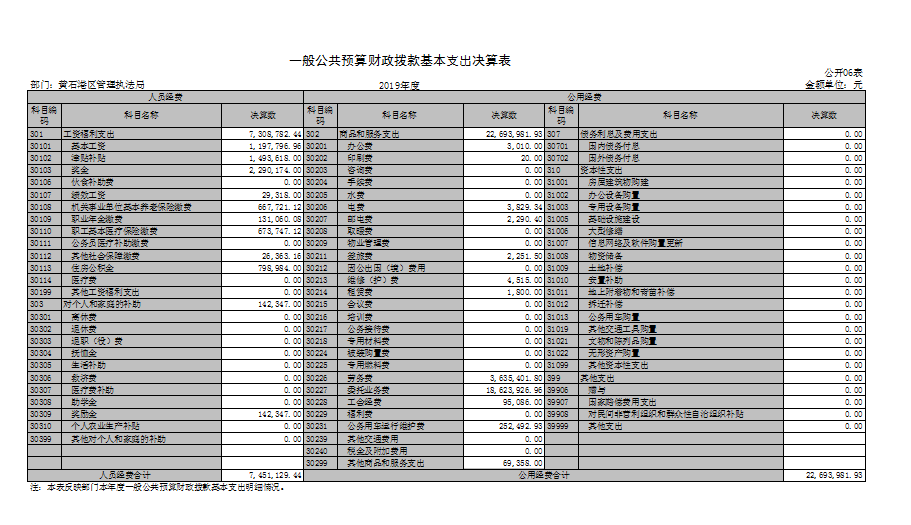 一般公共预算财政拨款基本支出决算表
公开06表
部门：黄石港区管理执法局 2019年度 金额单位：元
人员经费 公用经费
科目编码 科目名称 决算数 科目编码 科目名称 决算数 科目编码 科目名称 决算数
301 工资福利支出 7,308,782.44 302 商品和服务支出 22,693,981.93 307 债务利息及费用支出 0.00
30101 基本工资 1,197,796.96 30201 办公费 3,010.00 30701 国内债务付息 0.00
30102 津贴补贴 1,493,618.00 30202 印刷费 20.00 30702 国外债务付息 0.00
30103 奖金 2,290,174.00 30203 咨询费 0.00 310 资本性支出 0.00
30106 伙食补助费 0.00 30204 手续费 0.00 31001 房屋建筑物购建 0.00
30107 绩效工资 29,318.00 30205 水费 0.00 31002 办公设备购置 0.00
30108 机关事业单位基本养老保险缴费 667,721.12 30206 电费 3,829.34 31003 专用设备购置 0.00
30109 职业年金缴费 131,060.08 30207 邮电费 2,290.40 31005 基础设施建设 0.00
30110 职工基本医疗保险缴费 673,747.12 30208 取暖费 0.00 31006 大型修缮 0.00
30111 公务员医疗补助缴费 0.00 30209 物业管理费 0.00 31007 信息网络及软件购置更新 0.00
30112 其他社会保障缴费 26,363.16 30211 差旅费 2,251.50 31008 物资储备 0.00
30113 住房公积金 798,984.00 30212 因公出国（境）费用 0.00 31009 土地补偿 0.00
30114 医疗费 0.00 30213 维修（护）费 4,515.00 31010 安置补助 0.00
30199 其他工资福利支出 0.00 30214 租赁费 1,800.00 31011 地上附着物和青苗补偿 0.00
303 对个人和家庭的补助 142,347.00 30215 会议费 0.00 31012 拆迁补偿 0.00
30301 离休费 0.00 30216 培训费 0.00 31013 公务用车购置 0.00
30302 退休费 0.00 30217 公务接待费 0.00 31019 其他交通工具购置 0.00
30303 退职（役）费 0.00 30218 专用材料费 0.00 31021 文物和陈列品购置 0.00
30304 抚恤金 0.00 30224 被装购置费 0.00 31022 无形资产购置 0.00
30305 生活补助 0.00 30225 专用燃料费 0.00 31099 其他资本性支出 0.00
30306 救济费 0.00 30226 劳务费 3,635,401.80 399 其他支出 0.00
30307 医疗费补助 0.00 30227 委托业务费 18,623,926.96 39906 赠与 0.00
30308 助学金 0.00 30228 工会经费 95,086.00 39907 国家赔偿费用支出 0.00
30309 奖励金 142,347.00 30229 福利费 0.00 39908 对民间非营利组织和群众性自治组织补贴 0.00
30310 个人农业生产补贴 0.00 30231 公务用车运行维护费 252,492.93 39999 其他支出 0.00
30399 其他对个人和家庭的补助 0.00 30239 其他交通费用 0.00
30240 税金及附加费用 0.00
30299 其他商品和服务支出 69,358.00
人员经费合计 7,451,129.44 公用经费合计 22,693,981.93
注：本表反映部门本年度一般公共预算财政拨款基本支出明细情况。